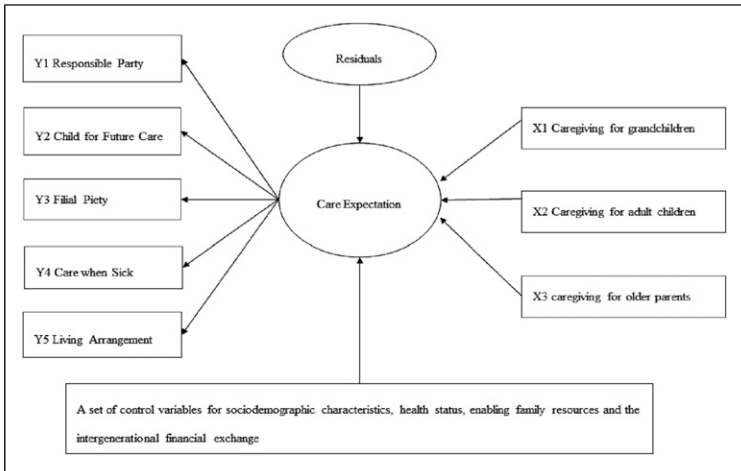 Y1 Responsible Party
Y2 Child for Future Care
Y3 Filial Piety
Y4 Care when Sick
Y5 Living Arrangement
Residuals
Care Expectation
X1 Caregiving for grandchildren
X2 Caregiving for adult children
X3 caregiving for older parents
A set of control variables for sociodemographic characteristics, health status, enabling family resources and the
intergenerational financial exchange